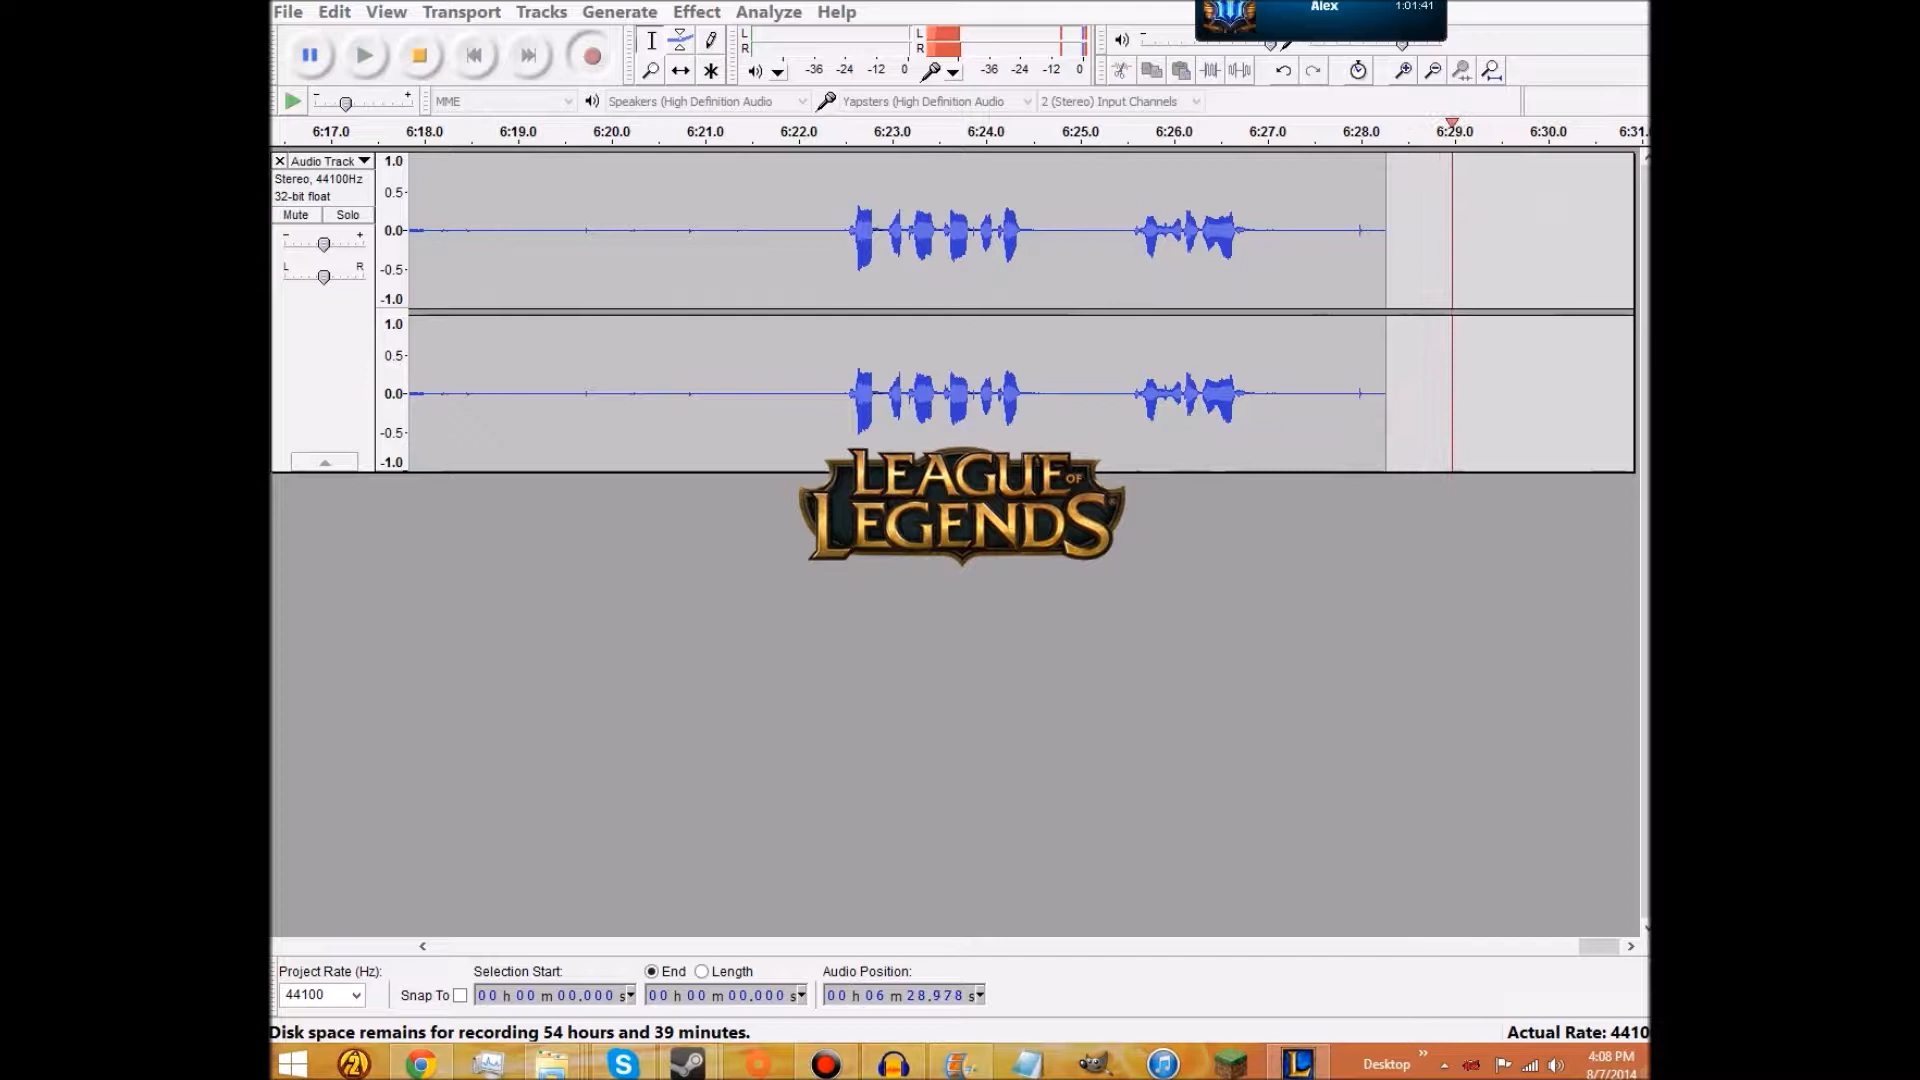 File Edit View Transport Tracks Generate Effect Analyze Help
Alex 1:01:41
L
R
-36 -24 -12 0
L
R
-36 -24 -12 0
MME Speakers (High Definition Audio Yapsters (High Definition Audio 2 (Stereo) Input Channels
6:17.0 6:18.0 6:19.0 6:20.0 6:21.0 6:22.0 6:23.0 6:24.0 6:25.0 6:26.0 6:27.0 6:28.0 6:29.0 6:30.0 6:31.
Audio Track
Stereo, 44100Hz
32-bit float
Mute Solo
L R
1.0
0.5
0.0
-0.5
-1.0
1.0
0.5
0.0
-0.5
-1.0
LEAGUE OF
LEGENDS
Project Rate (Hz): Selection Start: End Length Audio Position:
44100 Snap To 00 h 00 m 00.000 s 00 h 00 m 00.000 s 00 h 06 m 28.978 s
Disk space remains for recording 54 hours and 39 minutes. Actual Rate: 4410
Desktop
4:08 PM
8/7/2014